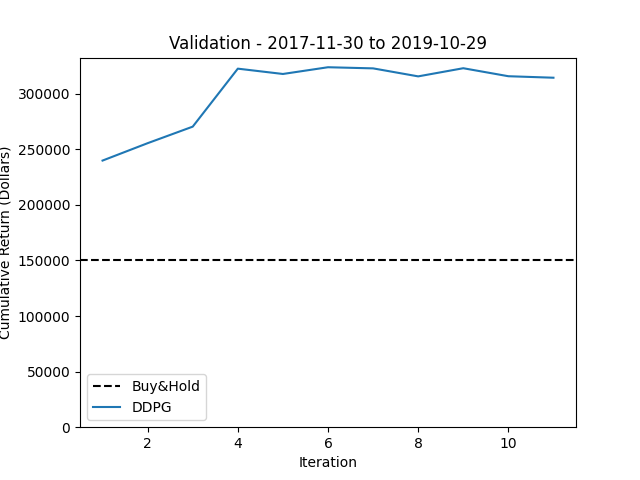 Validation - 2017-11-30 to 2019-10-29
Cumulative Return (Dollars)
300000
250000
200000
150000
100000
50000
0
Buy&Hold
DDPG
2 4 6 8 10
Iteration